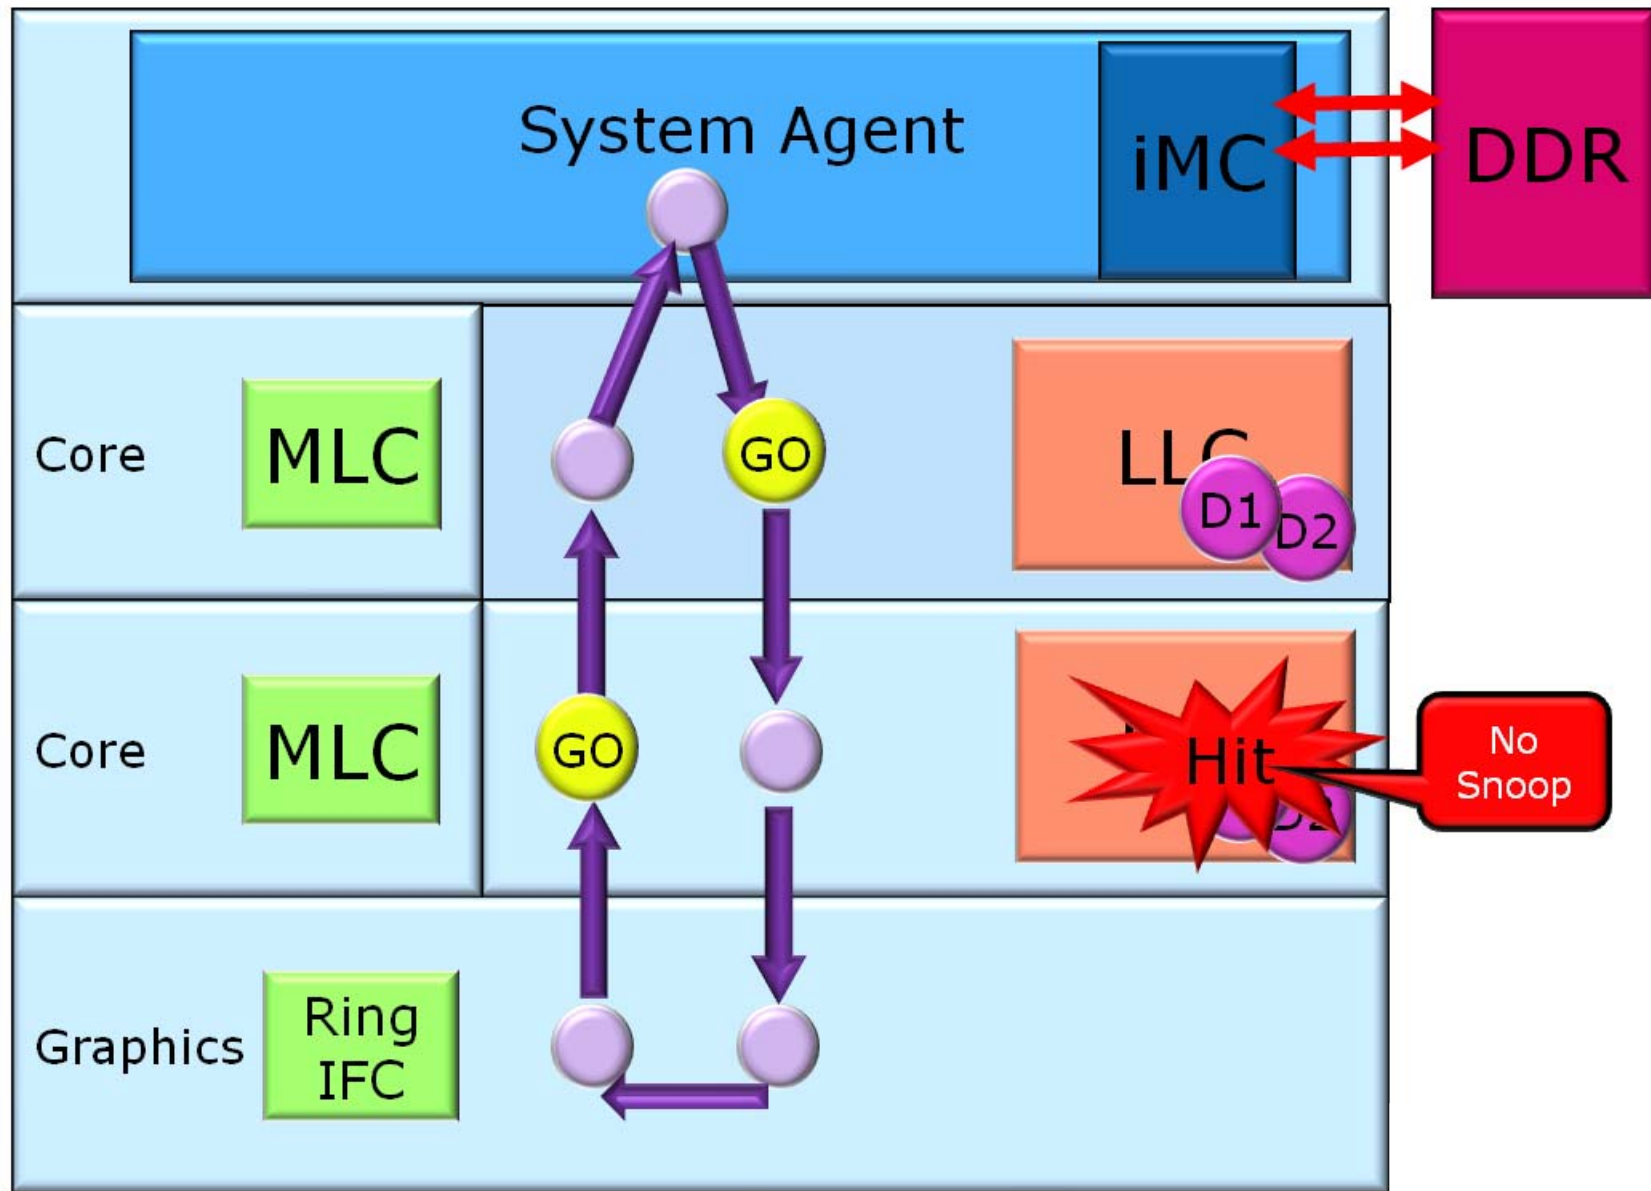 System Agent
iMC
DDR
Core
MLC
GO
LLC
D1
D2
Core
MLC
GO
Hit
No
Snoop
D2
Graphics
Ring
IFC